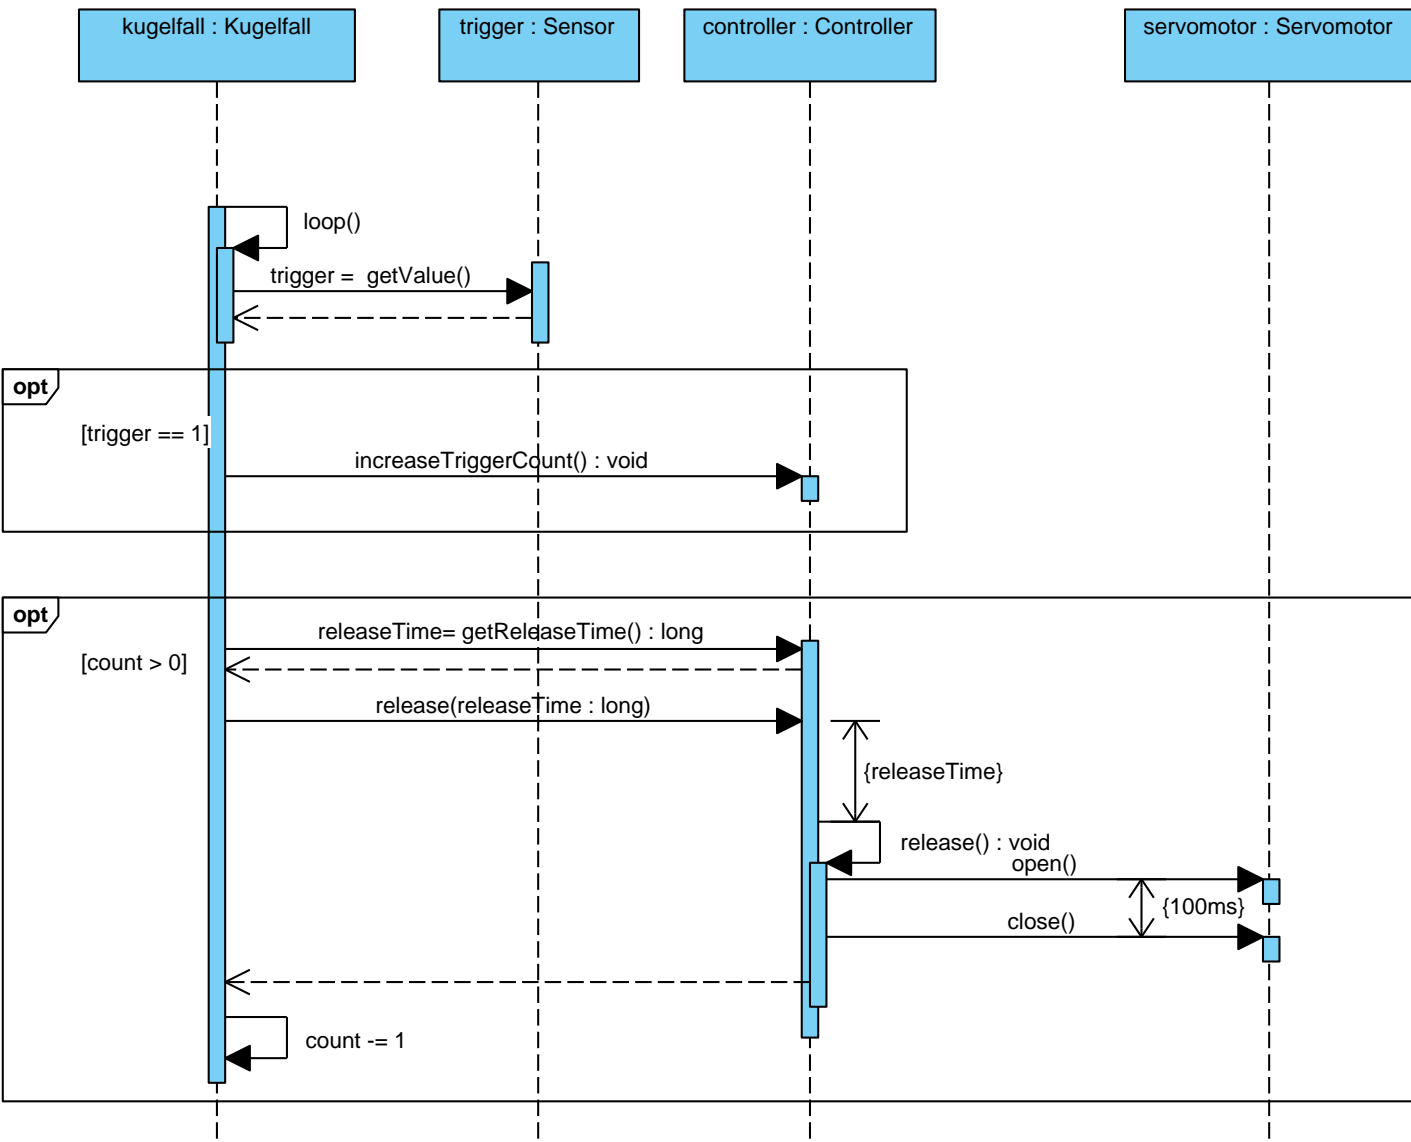 kugelfall : Kugelfall
trigger : Sensor
controller : Controller
servomotor : Servomotor
loop()
trigger =  getValue()
opt
[trigger == 1]
increaseTriggerCount() : void
opt
releaseTime= getReleaseTime() : long
[count > 0]
release(releaseTime : long)
{releaseTime}
release() : void
open()
{100ms}
close()
count -= 1